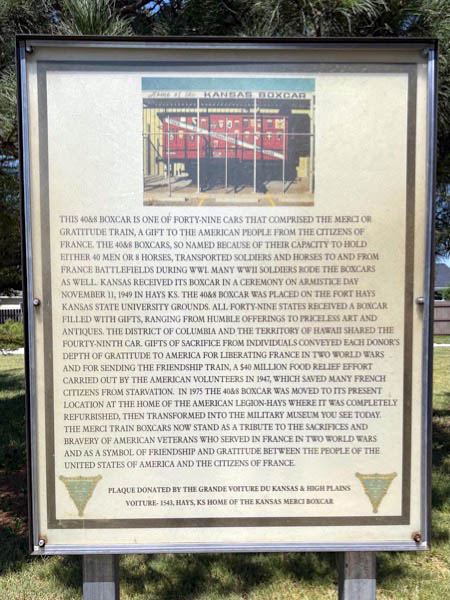 Home of the KANSAS BOXCAR
THIS 40&8 BOXCAR IS ONE OF FORTY-NINE CARS THAT COMPRISED THE MERCI OR
GRATITUDE TRAIN, A GIFT TO THE AMERICAN PEOPLE FROM THE CITIZENS OF
FRANCE. THE 40&8 BOXCARS, SO NAMED BECAUSE OF THEIR CAPACITY TO HOLD
EITHER 40 MEN OR 8 HORSES, TRANSPORTED SOLDIERS AND HORSES TO AND FROM
FRANCE BATTLEFIELDS DURING WWI. MANY WWII SOLDIERS RODE THE BOXCARS
AS WELL. KANSAS RECEIVED ITS BOXCAR IN A CEREMONY ON ARMISTICE DAY
NOVEMBER 11, 1949 IN HAYS KS. THE 40&8 BOXCAR WAS PLACED ON THE FORT HAYS
KANSAS STATE UNIVERSITY GROUNDS. ALL FORTY-NINE STATES RECEIVED A BOXCAR
FILLED WITH GIFTS, RANGING FROM HUMBLE OFFERINGS TO PRICELESS ART AND
ANTIQUES. THE DISTRICT OF COLUMBIA AND THE TERRITORY OF HAWAII SHARED THE
FOURTY-NINTH CAR. GIFTS OF SACRIFICE FROM INDIVIDUALS CONVEYED EACH DONOR'S
DEPTH OF GRATITUDE TO AMERICA FOR LIBERATING FRANCE IN TWO WORLD WARS
AND FOR SENDING THE FRIENDSHIP TRAIN, A $40 MILLION FOOD RELIEF EFFORT
CARRIED OUT BY THE AMERICAN VOLUNTEERS IN 1947, WHICH SAVED MANY FRENCH
CITIZENS FROM STARVATION. IN 1975 THE 40&8 BOXCAR WAS MOVED TO ITS PRESENT
LOCATION AT THE HOME OF THE AMERICAN LEGION-HAYS WHERE IT WAS COMPLETELY
REFURBISHED, THEN TRANSFORMED INTO THE MILITARY MUSEUM YOU SEE TODAY.
THE MERCI TRAIN BOXCARS NOW STAND AS A TRIBUTE TO THE SACRIFICES AND
BRAVERY OF AMERICAN VETERANS WHO SERVED IN FRANCE IN TWO WORLD WARS
AND AS A SYMBOL OF FRIENDSHIP AND GRATITUDE BETWEEN THE PEOPLE OF THE
UNITED STATES OF AMERICA AND THE CITIZENS OF FRANCE.
PLAQUE DONATED BY THE GRANDE VOITURE DU KANSAS & HIGH PLAINS
VOITURE- 1543, HAYS, KS HOME OF THE KANSAS MERCI BOXCAR